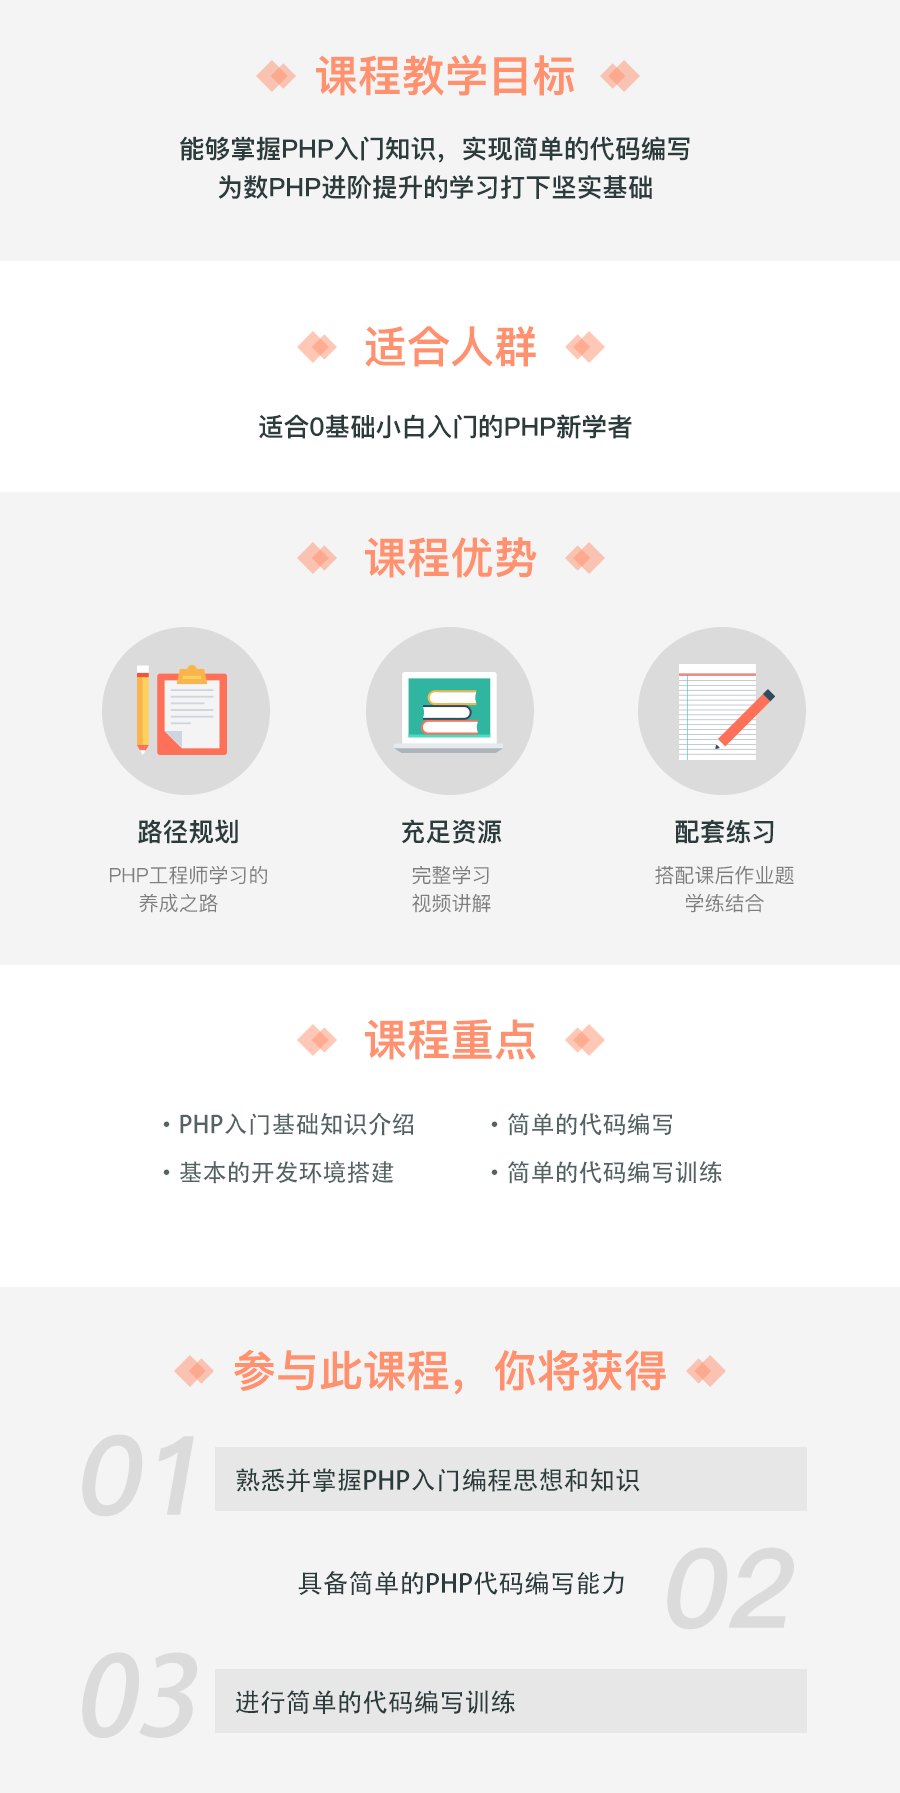 课程教学目标
能够掌握PHP入门知识，实现简单的代码编写
为数PHP进阶提升的学习打下坚实基础
适合人群
适合0基础小白入门的PHP新学者
课程优势
路径规划
PHP工程师学习的
养成之路
充足资源
完整学习
视频讲解
配套练习
搭配课后作业题
学练结合
课程重点
·PHP入门基础知识介绍
·简单的代码编写
·基本的开发环境搭建
·简单的代码编写训练
参与此课程，你将获得
01
熟悉并掌握PHP入门编程思想和知识
具备简单的PHP代码编写能力
02
03
进行简单的代码编写训练